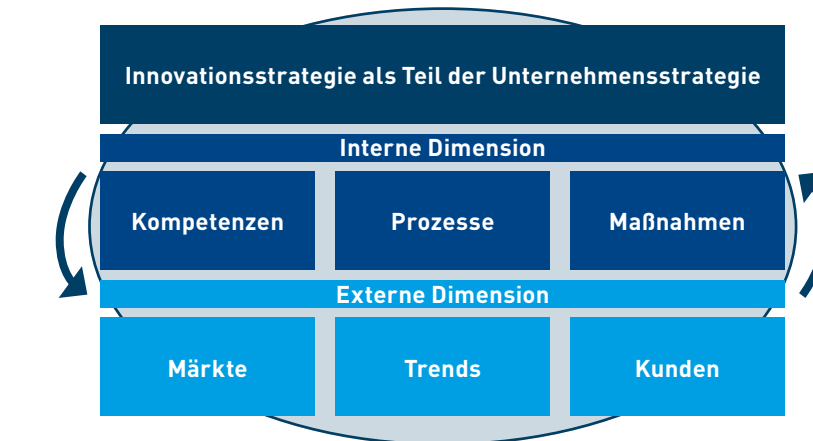 Innovationsstrategie als Teil der Unternehmensstrategie
Interne Dimension
Kompetenzen
Prozesse
Maßnahmen
Externe Dimension
Märkte
Trends
Kunden